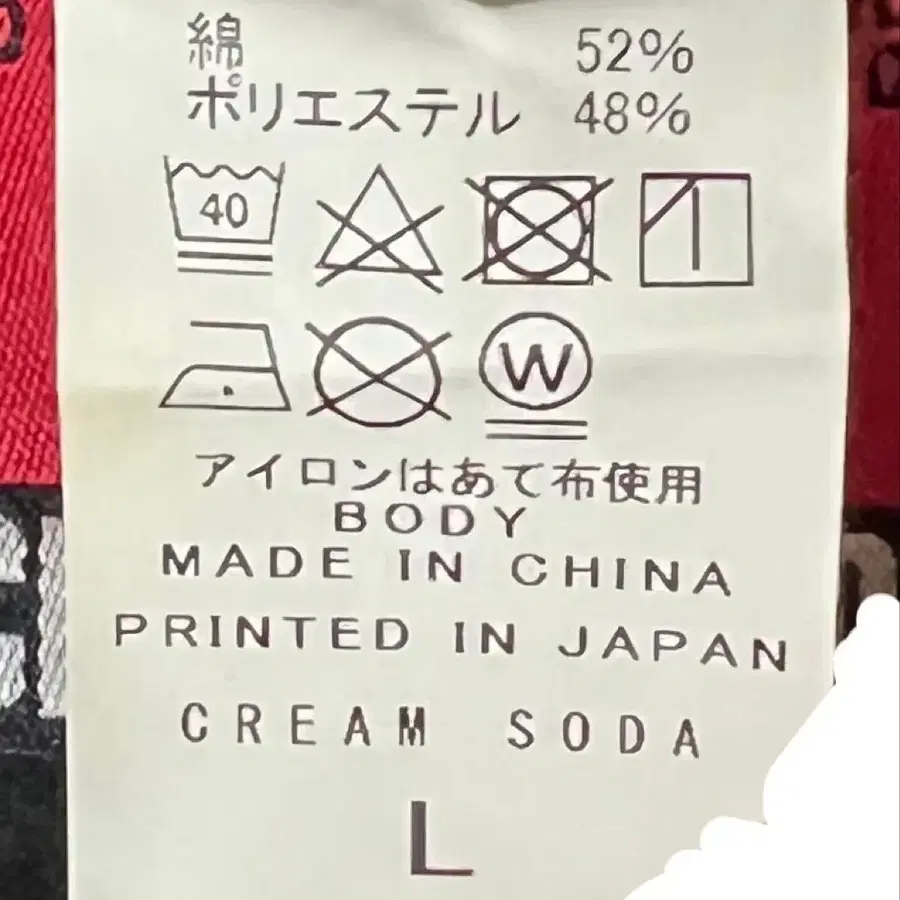 綿 52%
ポリエステル 48%
40
W
アイロンはあて布使用
BODY
MADE IN CHINA
PRINTED IN JAPAN
CREAM SODA
L